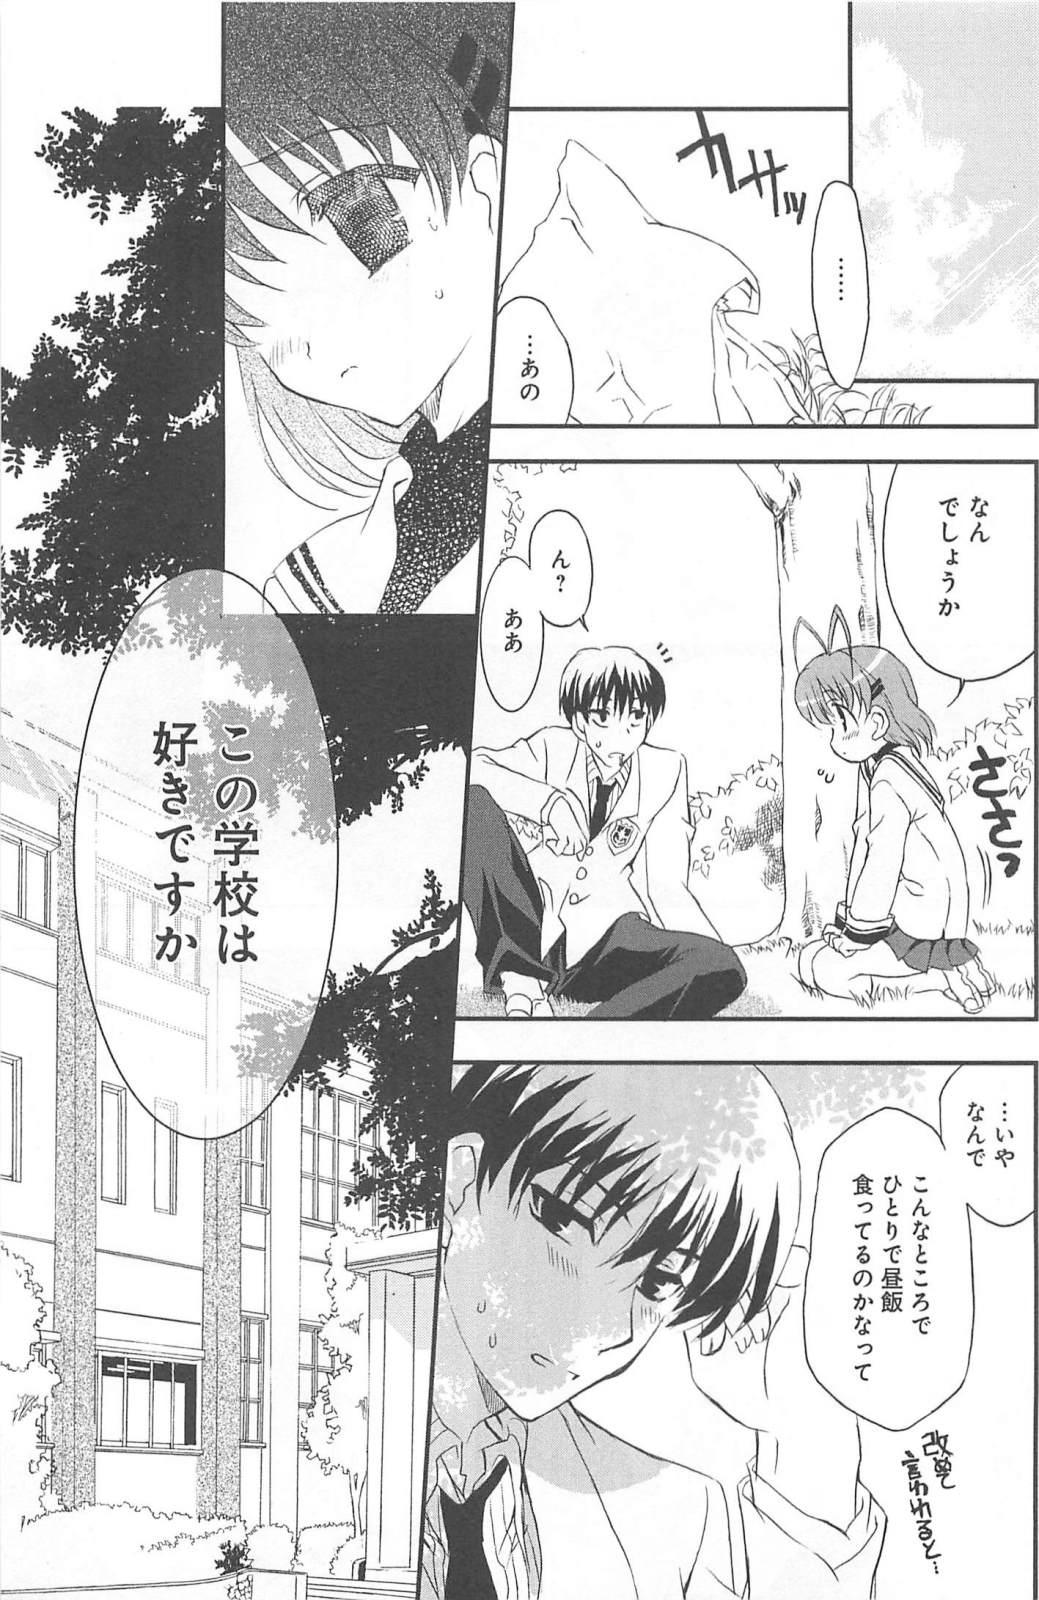 ……
ガサッ
…あの
なん
でしょうか
ん？
ああ
ささっ
…いや
なんで
こんなところで
ひとりで昼飯
食ってるのかなって
改めて
言われると…
この学校は
好きですか